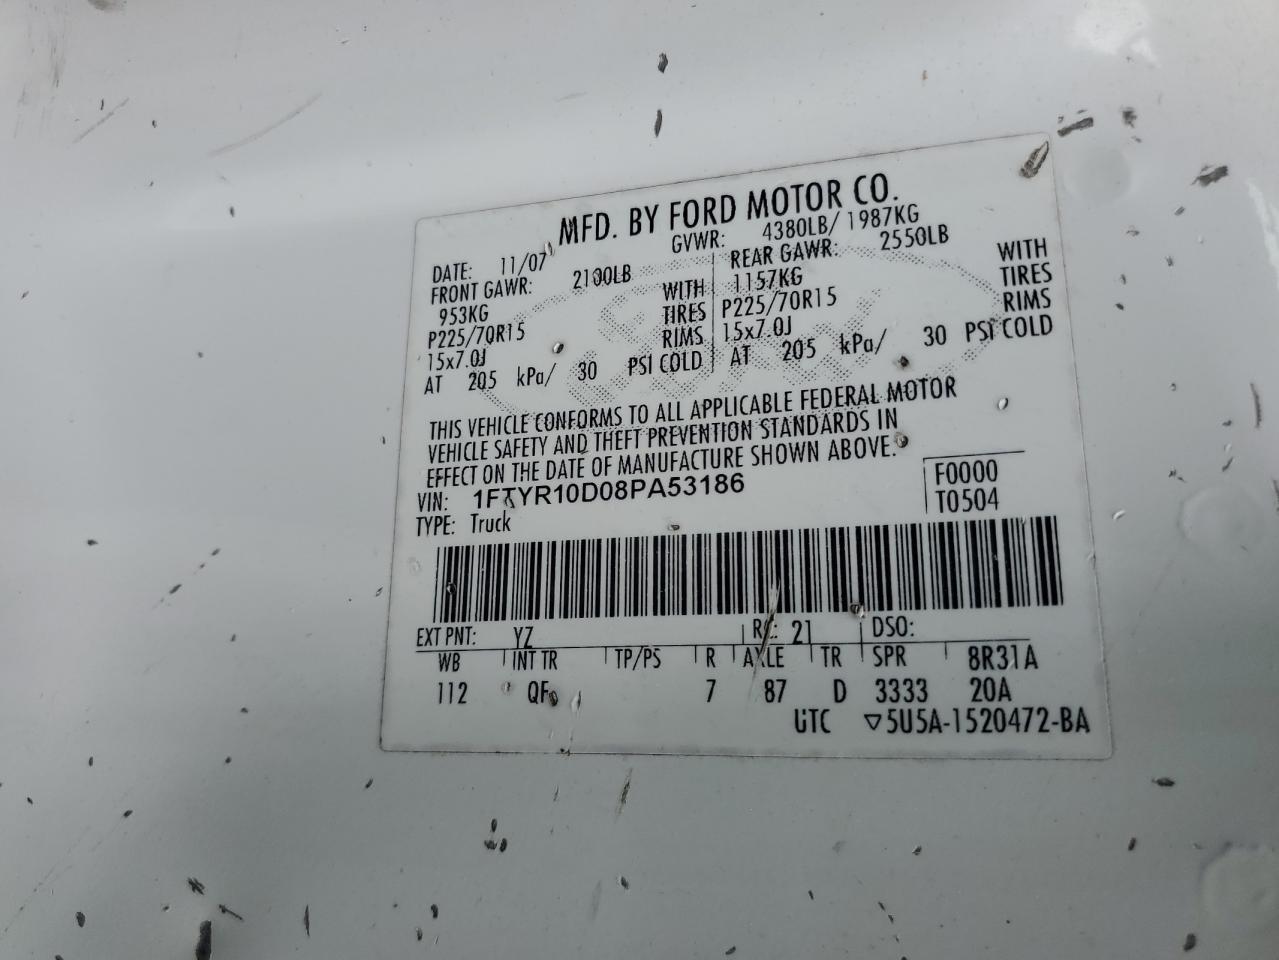 MFD. BY FORD MOTOR CO.
DATE: 11/07 GVWR: 4380LB/ 1987KG
FRONT GAWR: 2100LB REAR GAWR: 2550LB
953KG WITH 1157KG WITH
P225/70R15 TIRES P225/70R15 TIRES
15x7.0J RIMS 15x7.0J RIMS
AT 205 kPa/ 30 PSI COLD AT 205 kPa/ 30 PSI COLD
THIS VEHICLE CONFORMS TO ALL APPLICABLE FEDERAL MOTOR
VEHICLE SAFETY AND THEFT PREVENTION STANDARDS IN
EFFECT ON THE DATE OF MANUFACTURE SHOWN ABOVE.
VIN: 1FTYR10D08PA53186 F0000
TYPE: Truck T0504
EXT PNT: YZ RC: 21 DSO:
WB INT TR TP/PS R AXLE TR SPR 8R31A
112 QF 7 87 D 3333 20A
UTC ▽5U5A-1520472-BA